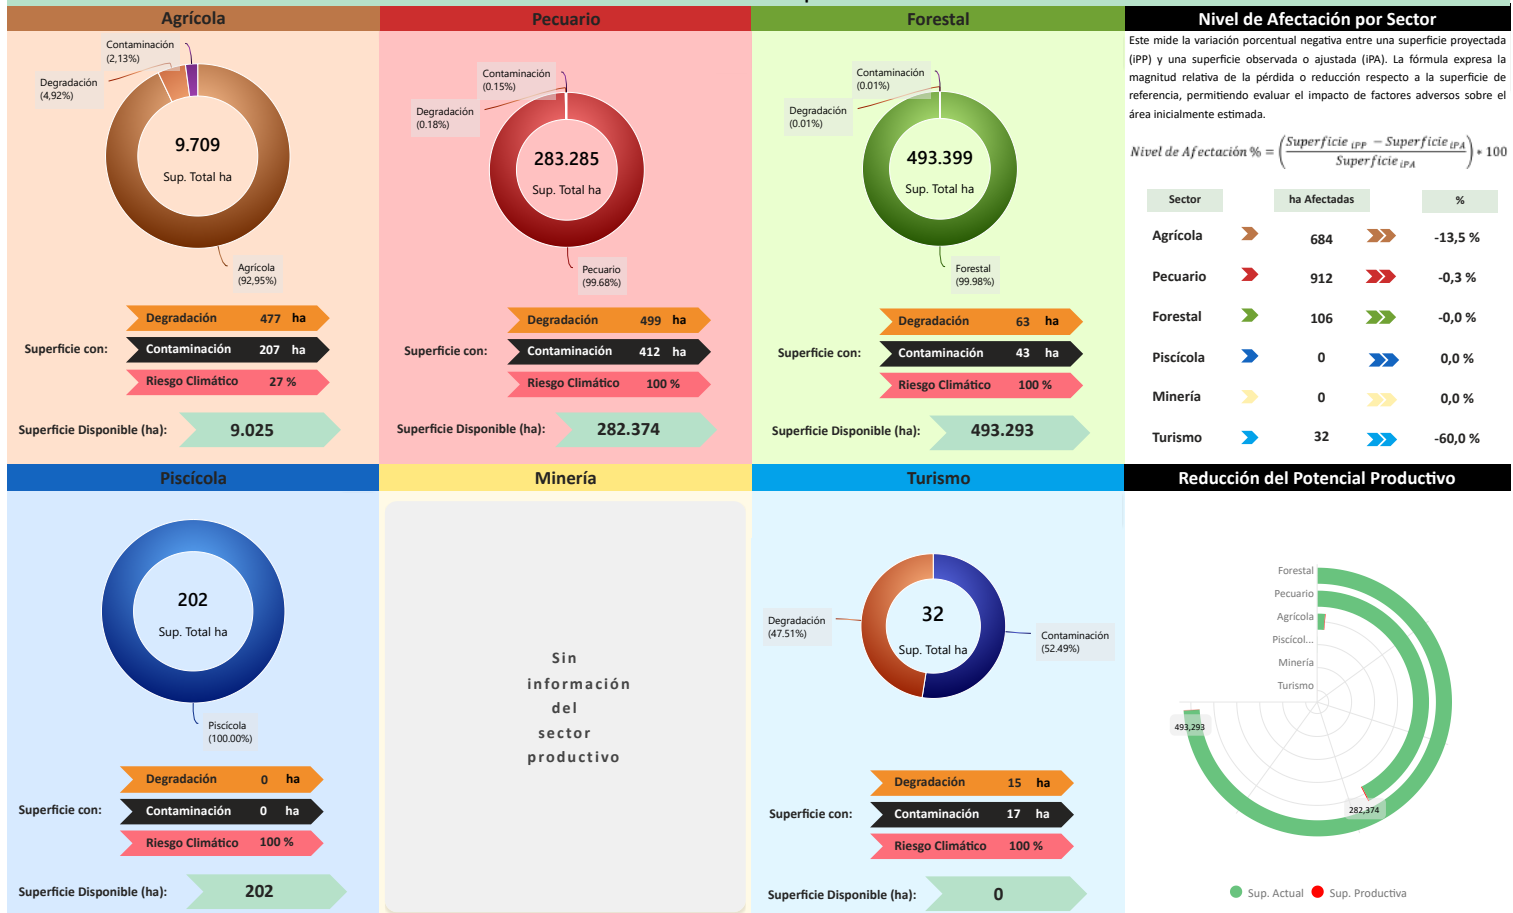 Agrícola
Contaminación
(2,13%)
Degradación
(4,92%)
9.709
Sup. Total ha
Agrícola
(92,95%)
Superficie con:
Degradación 477 ha
Contaminación 207 ha
Riesgo Climático 27 %
Superficie Disponible (ha): 9.025
Pecuario
Contaminación
(0.15%)
Degradación
(0.18%)
283.285
Sup. Total ha
Pecuario
(99.68%)
Superficie con:
Degradación 499 ha
Contaminación 412 ha
Riesgo Climático 100 %
Superficie Disponible (ha): 282.374
Forestal
Contaminación
(0.01%)
Degradación
(0.01%)
493.399
Sup. Total ha
Forestal
(99.98%)
Superficie con:
Degradación 63 ha
Contaminación 43 ha
Riesgo Climático 100 %
Superficie Disponible (ha): 493.293
Nivel de Afectación por Sector
Este mide la variación porcentual negativa entre una superficie proyectada
(iPP) y una superficie observada o ajustada (iPA). La fórmula expresa la
magnitud relativa de la pérdida o reducción respecto a la superficie de
referencia, permitiendo evaluar el impacto de factores adversos sobre el
área inicialmente estimada.
Nivel de Afectación % = (Superficie iPP − Superficie iPA / Superficie iPA) * 100
Sector ha Afectadas %
Agrícola 684 -13,5 %
Pecuario 912 -0,3 %
Forestal 106 -0,0 %
Piscícola 0 0,0 %
Minería 0 0,0 %
Turismo 32 -60,0 %
Piscícola
202
Sup. Total ha
Piscícola
(100.00%)
Superficie con:
Degradación 0 ha
Contaminación 0 ha
Riesgo Climático 100 %
Superficie Disponible (ha): 202
Minería
Sin
información
del
sector
productivo
Turismo
Degradación
(47.51%)
32
Sup. Total ha
Contaminación
(52.49%)
Superficie con:
Degradación 15 ha
Contaminación 17 ha
Riesgo Climático 100 %
Superficie Disponible (ha): 0
Reducción del Potencial Productivo
Forestal
Pecuario
Agrícola
Piscícol...
Minería
Turismo
493,293
282,374
Sup. Actual Sup. Productiva